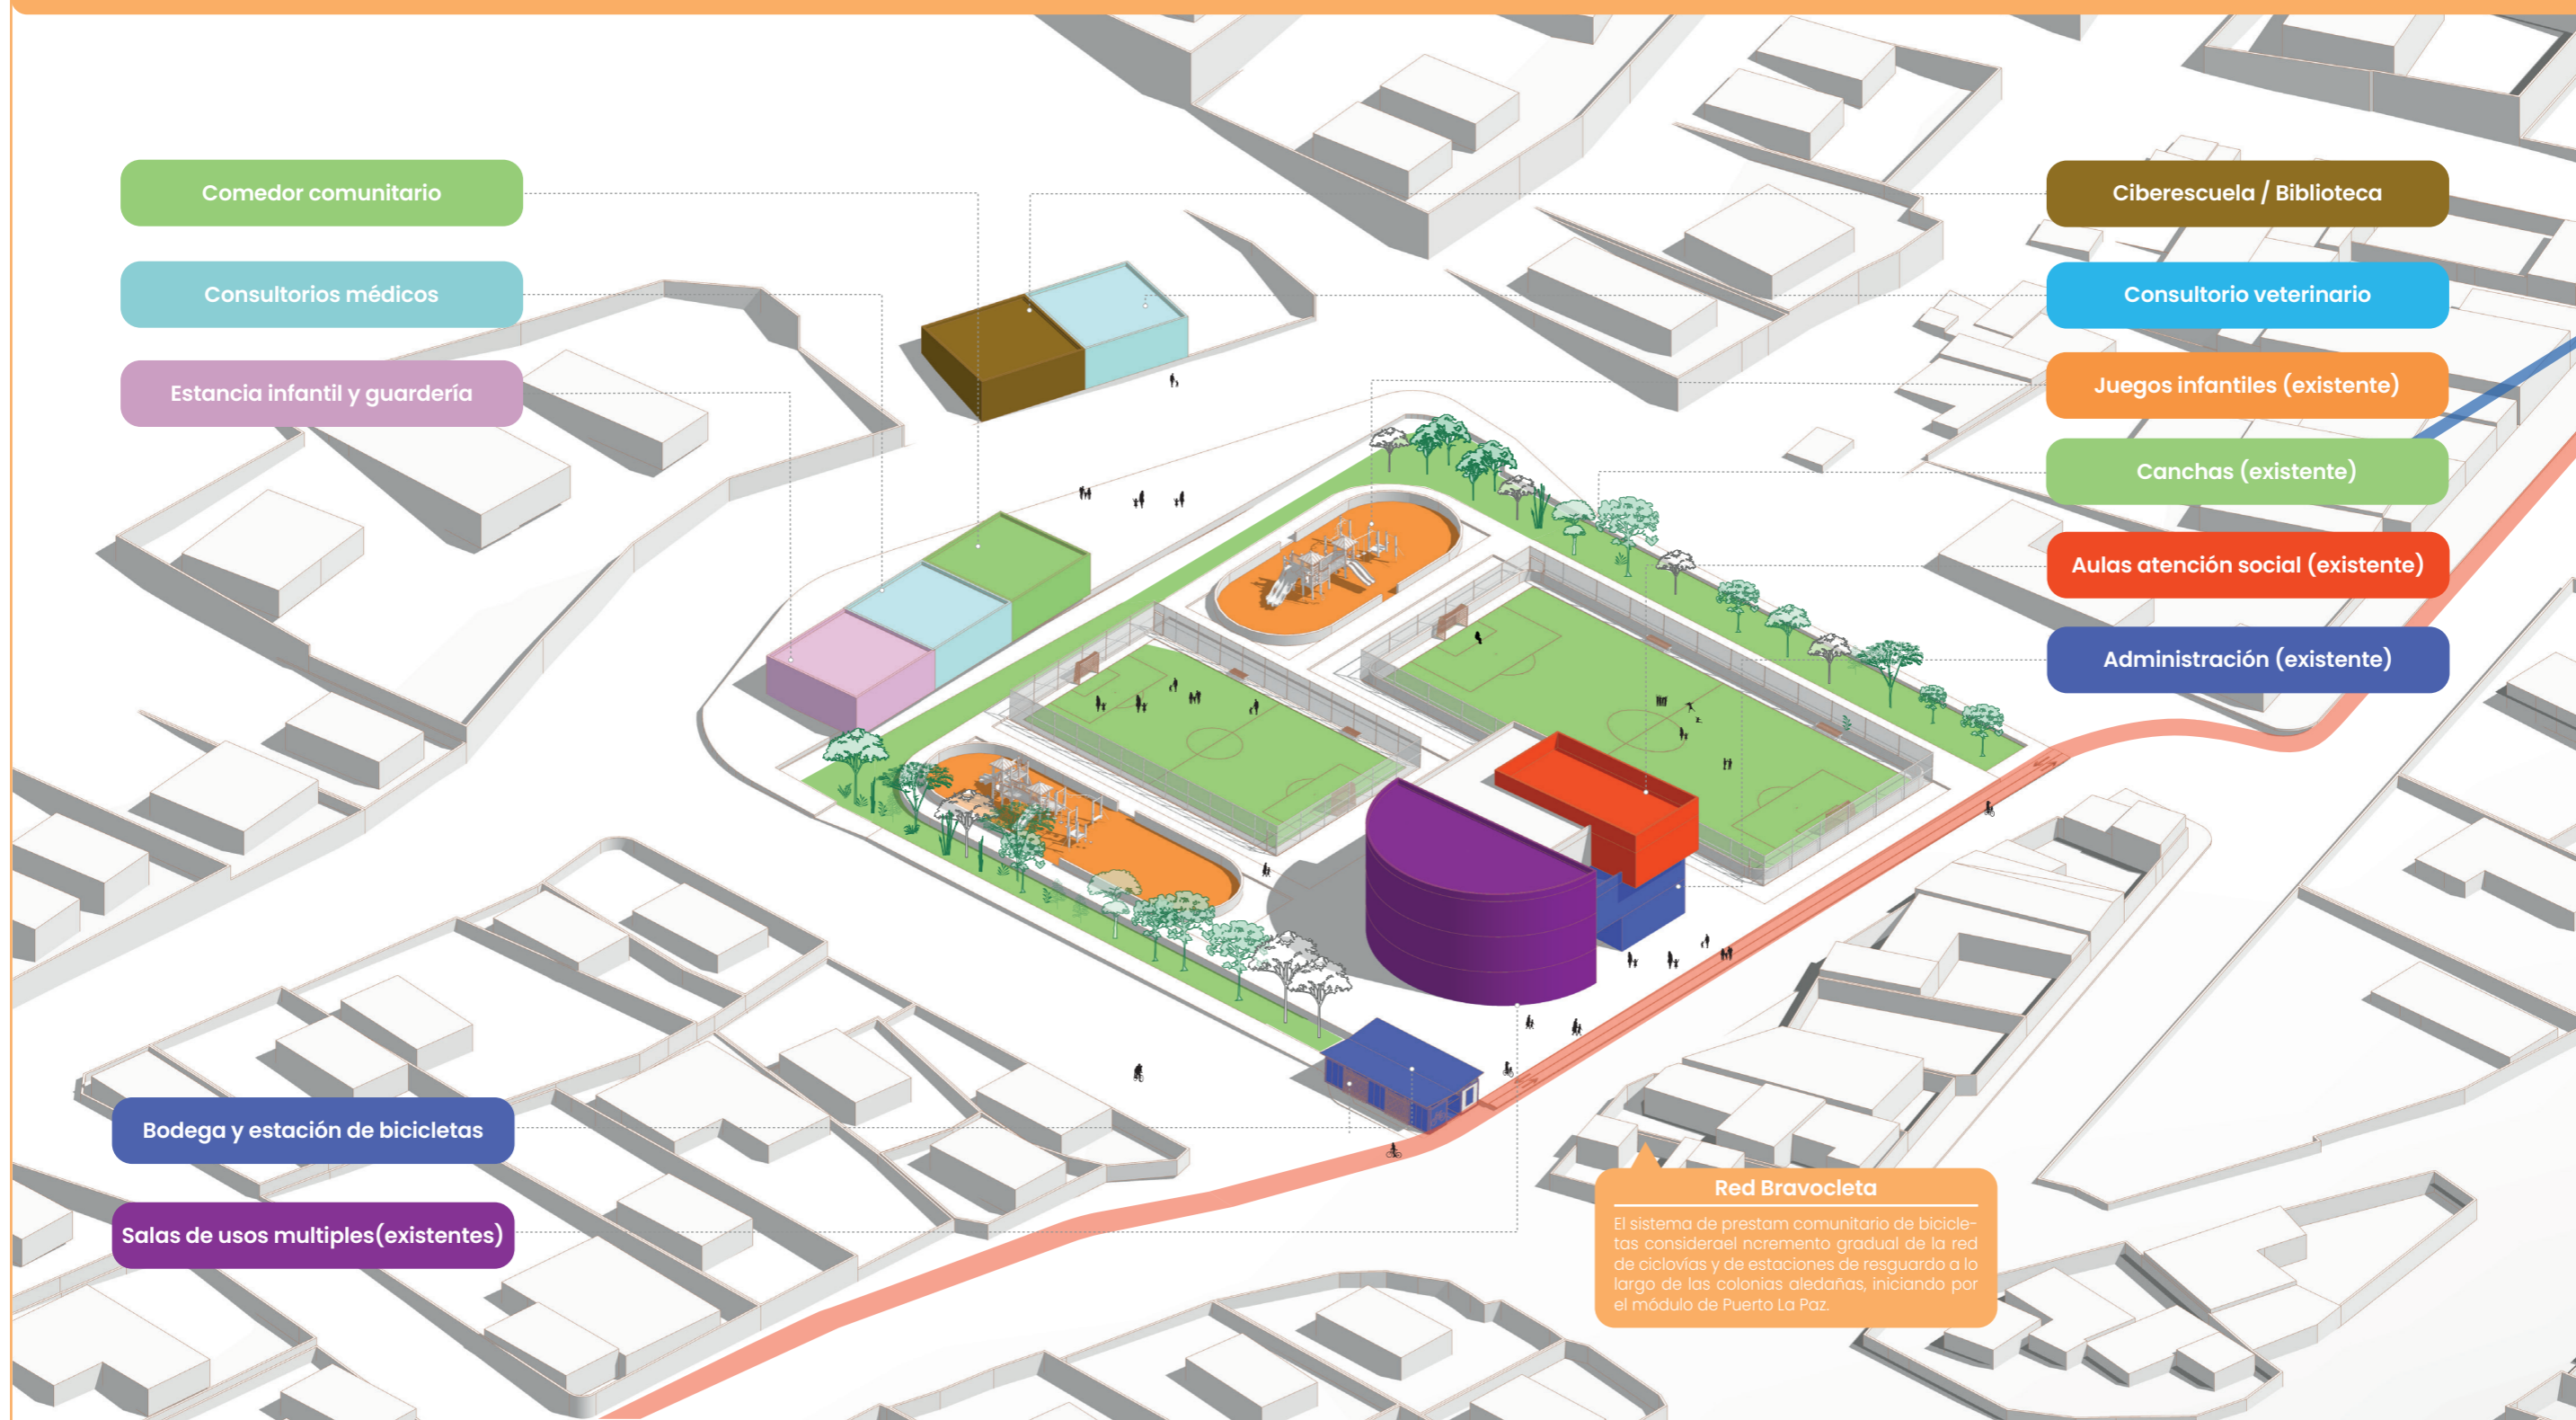 Comedor comunitario
Consultorios médicos
Estancia infantil y guardería
Ciberescuela / Biblioteca
Consultorio veterinario
Juegos infantiles (existente)
Canchas (existente)
Aulas atención social (existente)
Administración (existente)
Bodega y estación de bicicletas
Salas de usos multiples(existentes)
Red Bravocleta
El sistema de prestam comunitario de bicicle-
tas considerael ncremento gradual de la red
de ciclovías y de estaciones de resguardo a lo
largo de las colonias aledañas, iniciando por
el módulo de Puerto La Paz.